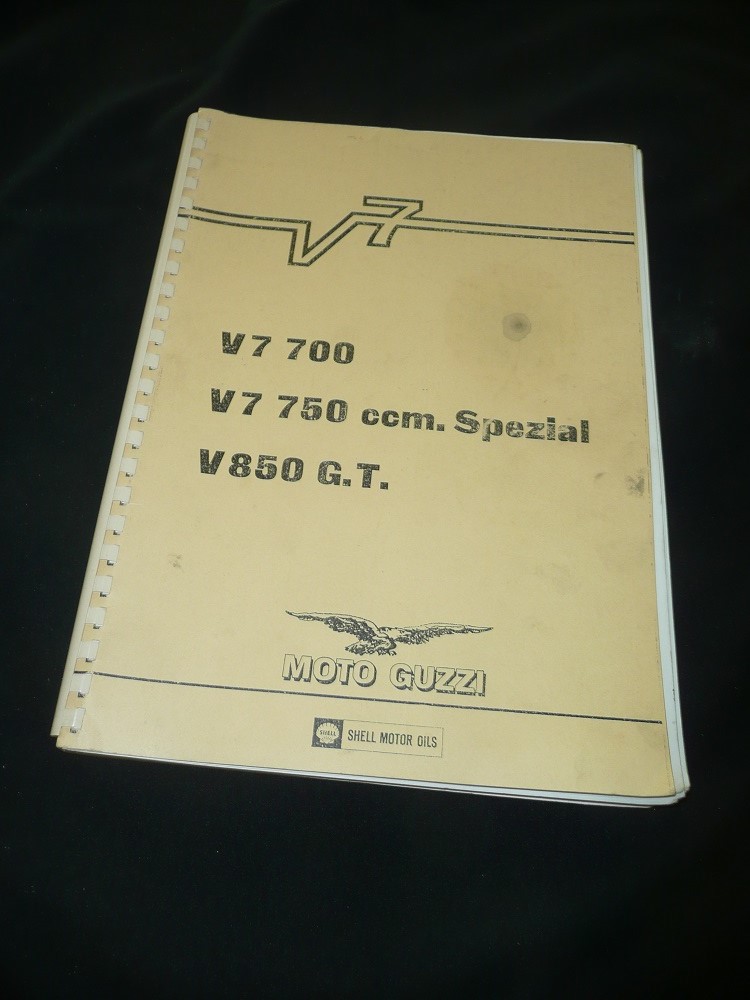 V7
V7 700
V7 750 ccm. Spezial
V850 G.T.
MOTO GUZZI
SHELL
SHELL MOTOR OILS